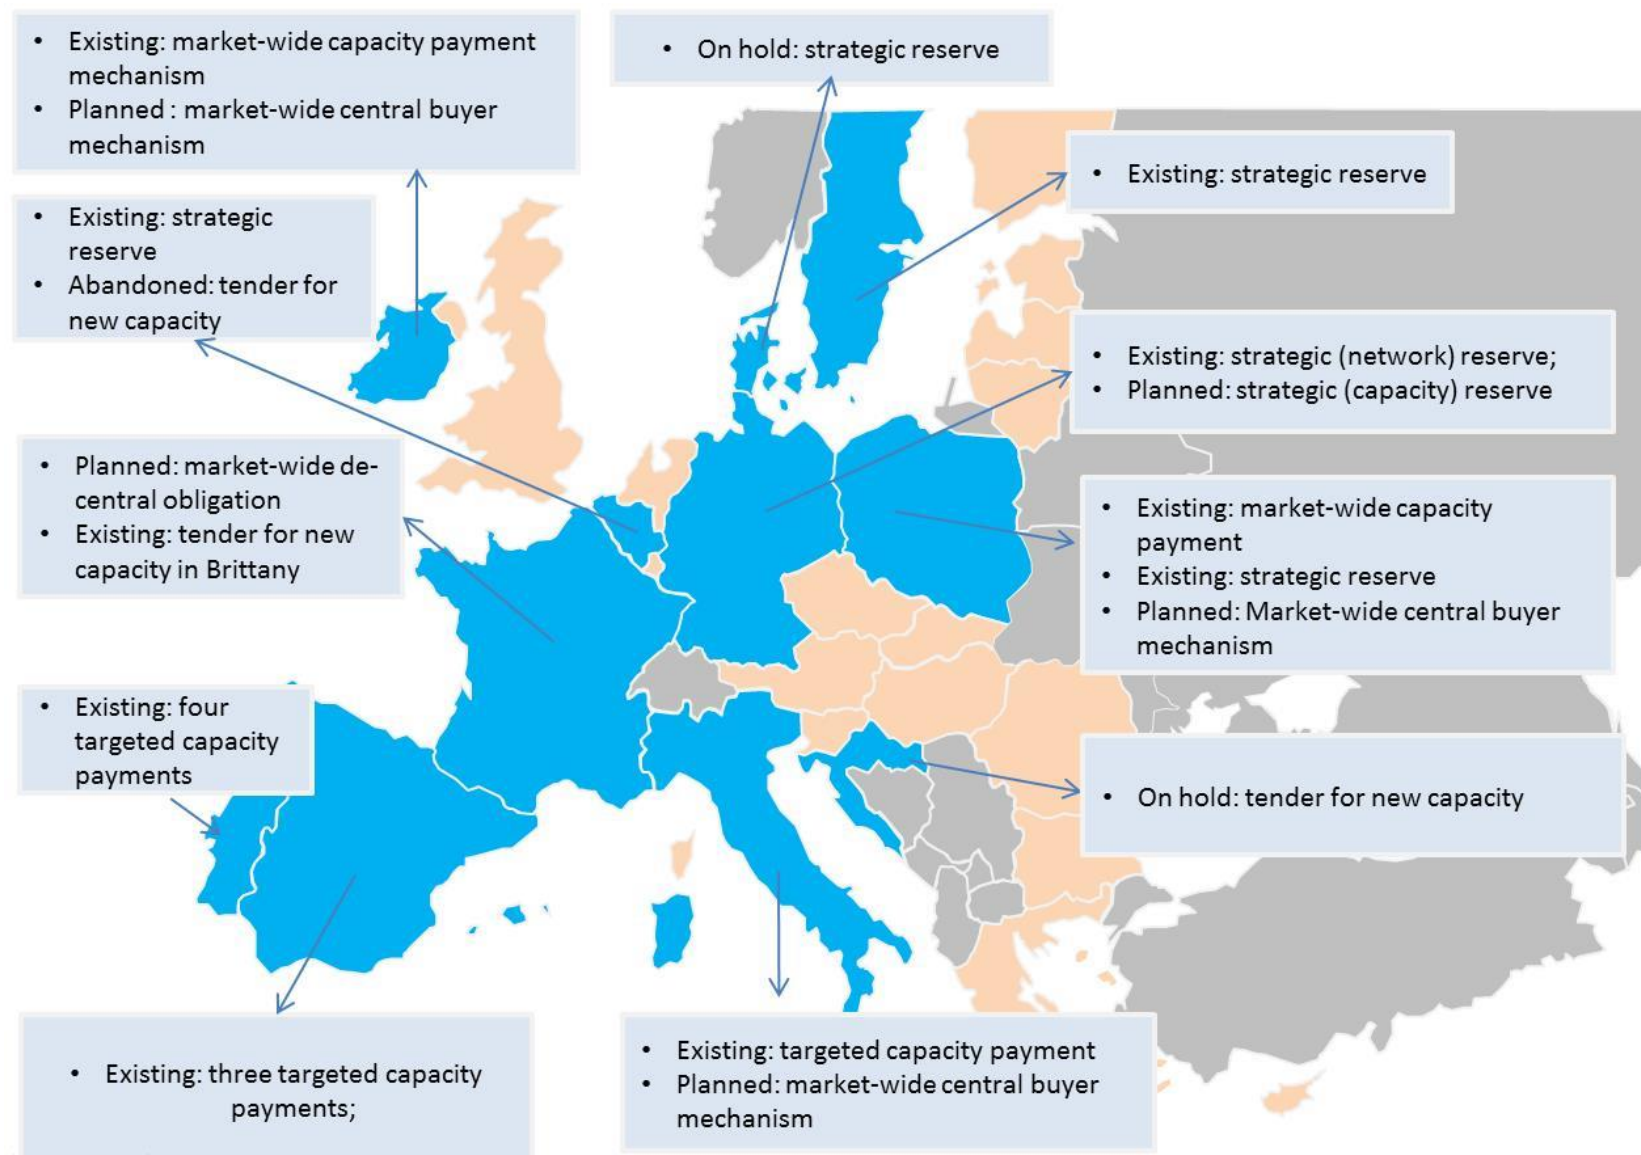 • Existing: market-wide capacity payment
mechanism
• Planned : market-wide central buyer
mechanism
• On hold: strategic reserve
• Existing: strategic reserve
• Existing: strategic
reserve
• Abandoned: tender for
new capacity
• Existing: strategic (network) reserve;
• Planned: strategic (capacity) reserve
• Planned: market-wide de-
central obligation
• Existing: tender for new
capacity in Brittany
• Existing: market-wide capacity
payment
• Existing: strategic reserve
• Planned: Market-wide central buyer
mechanism
• Existing: four
targeted capacity
payments
• On hold: tender for new capacity
• Existing: three targeted capacity
payments;
• Existing: targeted capacity payment
• Planned: market-wide central buyer
mechanism